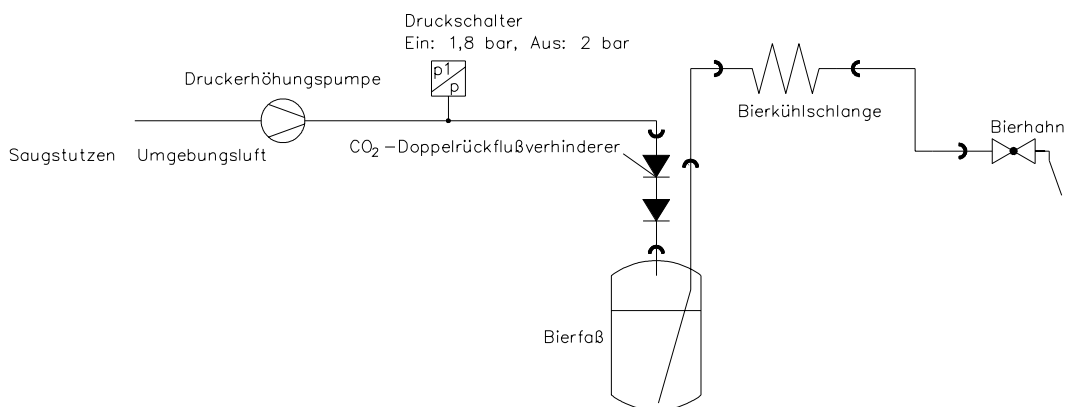 Druckschalter
Ein: 1,8 bar, Aus: 2 bar
p1
p
Druckerhöhungspumpe
Bierkühlschlange
Bierhahn
Saugstutzen Umgebungsluft
CO₂-Doppelrückflußverhinderer
Bierfaß